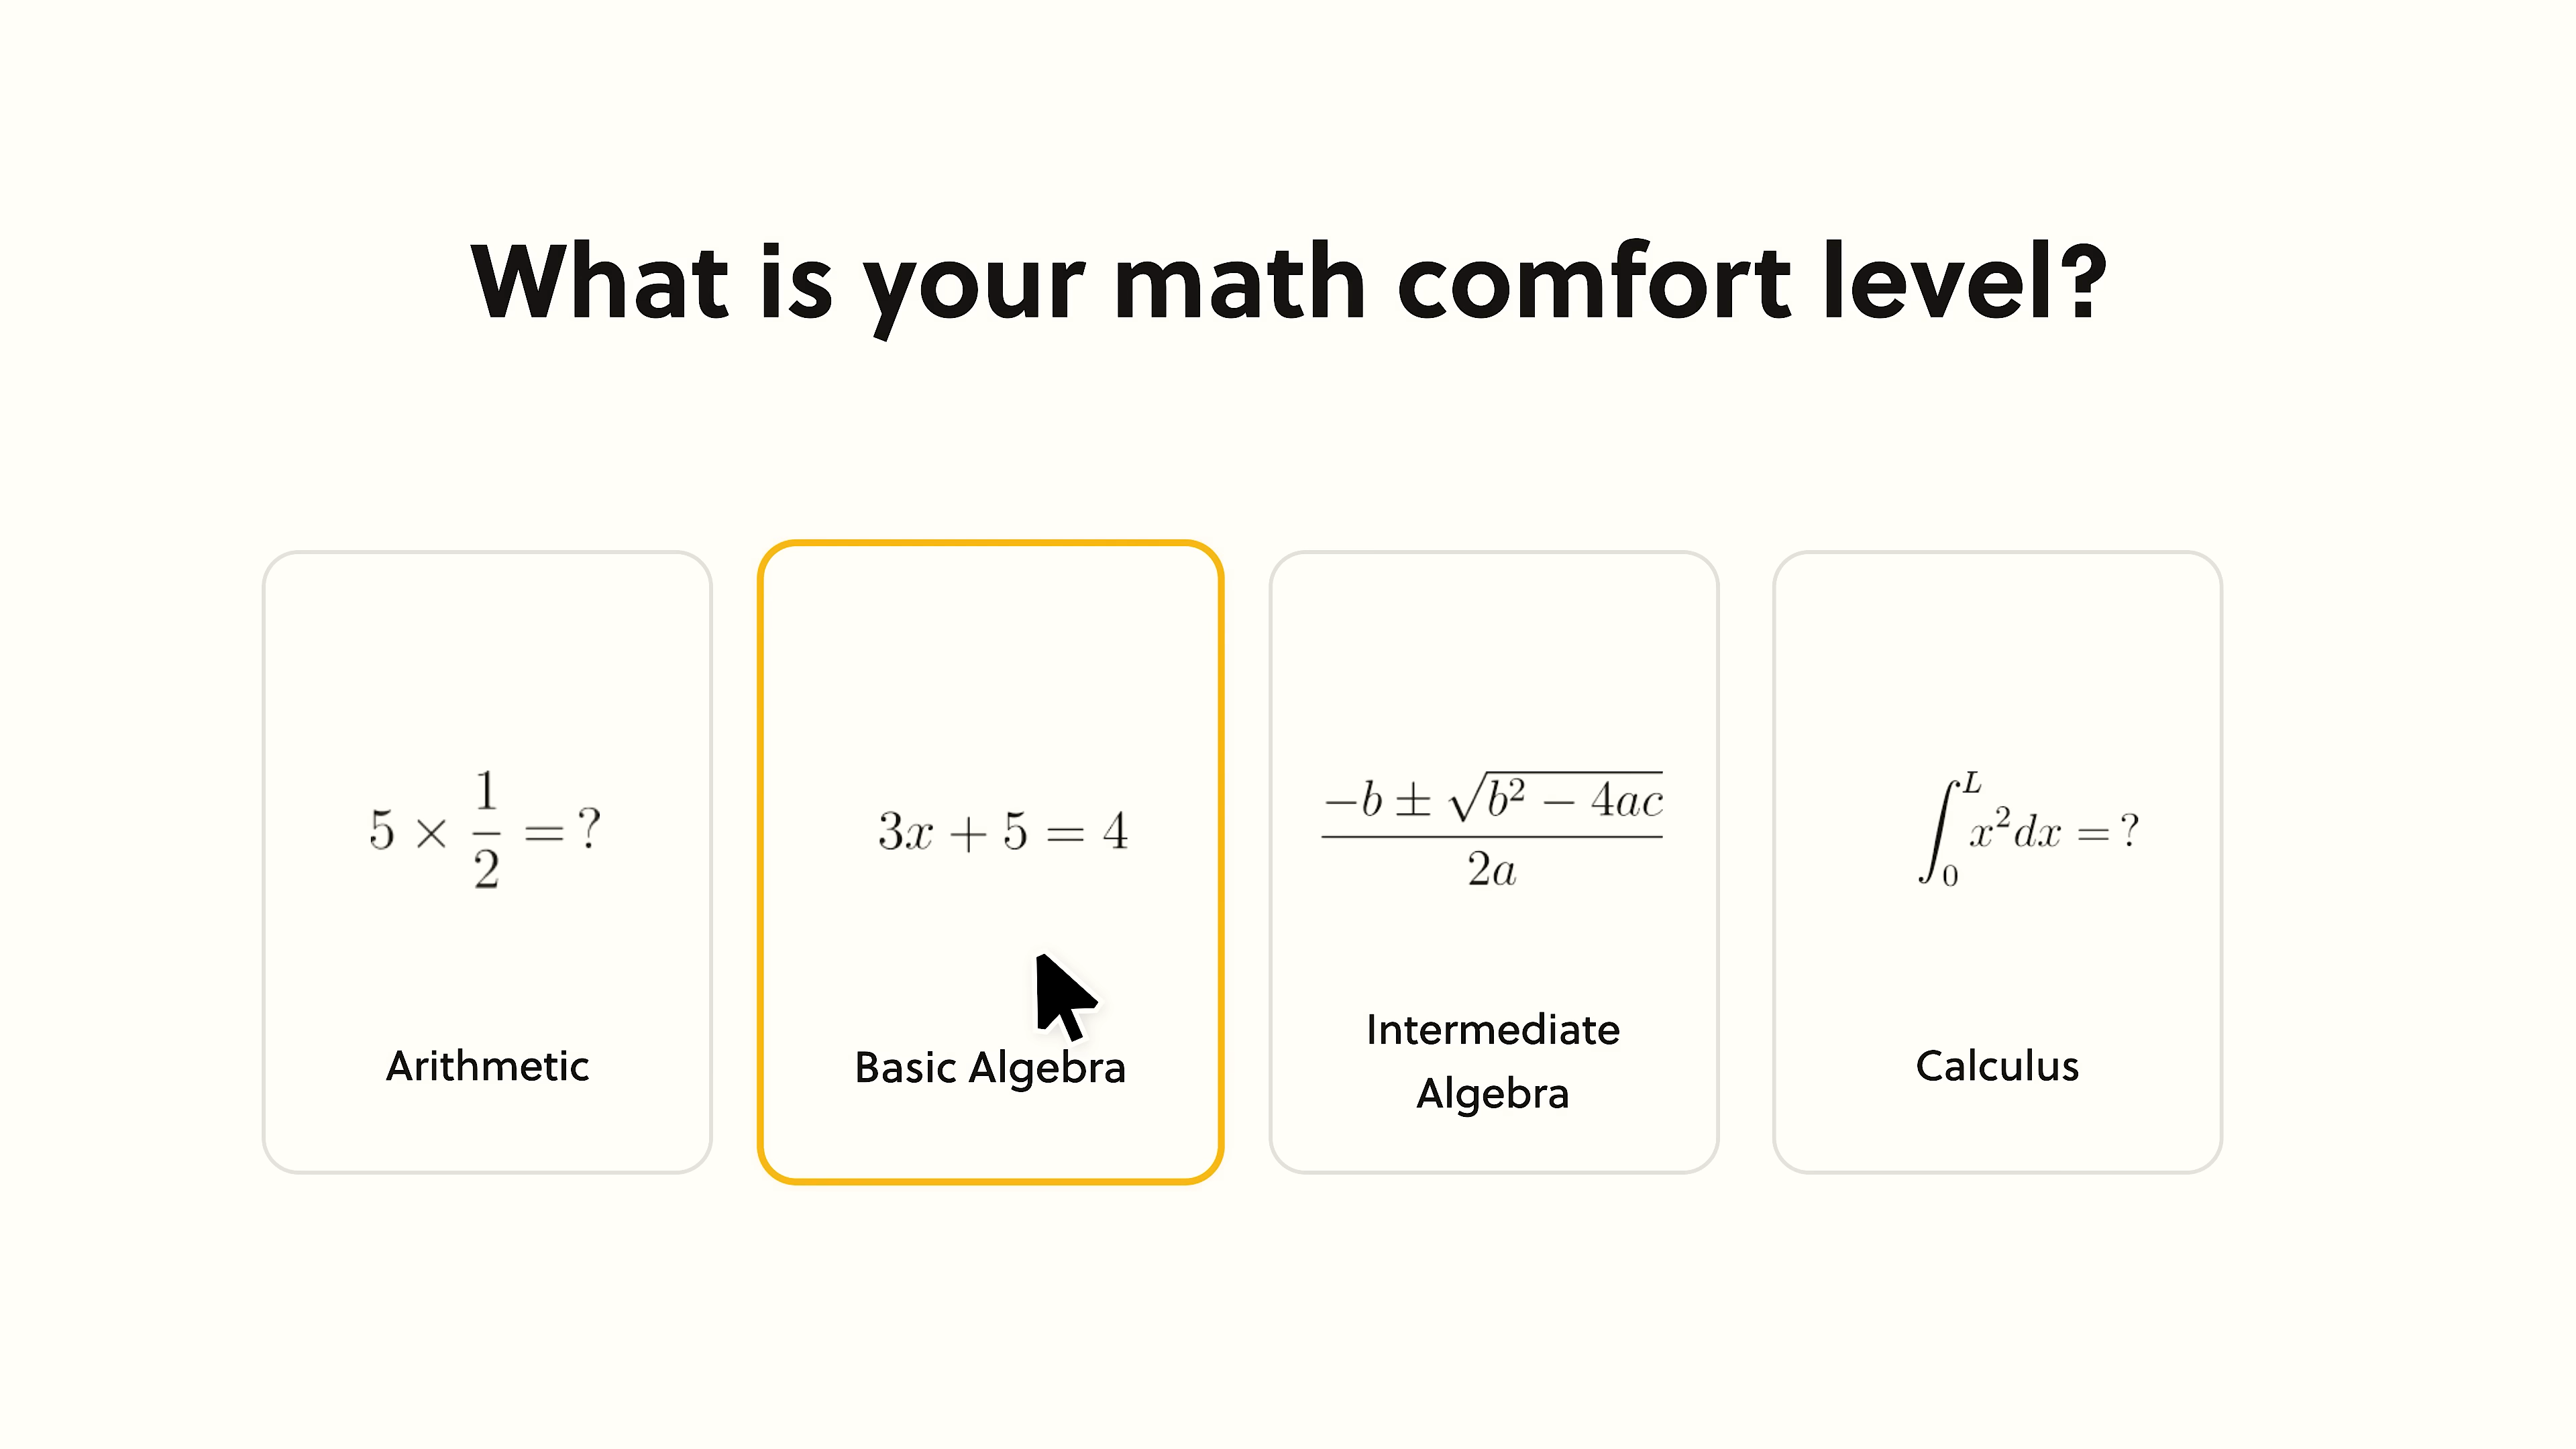 What is your math comfort level?
5 × 1/2 = ?
Arithmetic
3x + 5 = 4
Basic Algebra
(−b ± √(b² − 4ac))/(2a)
Intermediate
Algebra
∫₀ᴸ x²dx = ?
Calculus